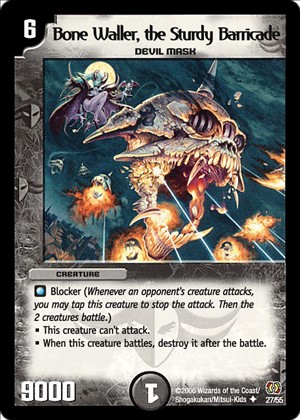 6
Bone Waller, the Sturdy Barricade
DEVIL MASK
CREATURE
Blocker (Whenever an opponent's creature attacks,
you may tap this creature to stop the attack. Then the
2 creatures battle.)
▪ This creature can't attack.
▪ When this creature battles, destroy it after the battle.
9000
1
©2006 Wizards of the Coast/
Shogakukan/Mitsui-Kids ✦ 27/55